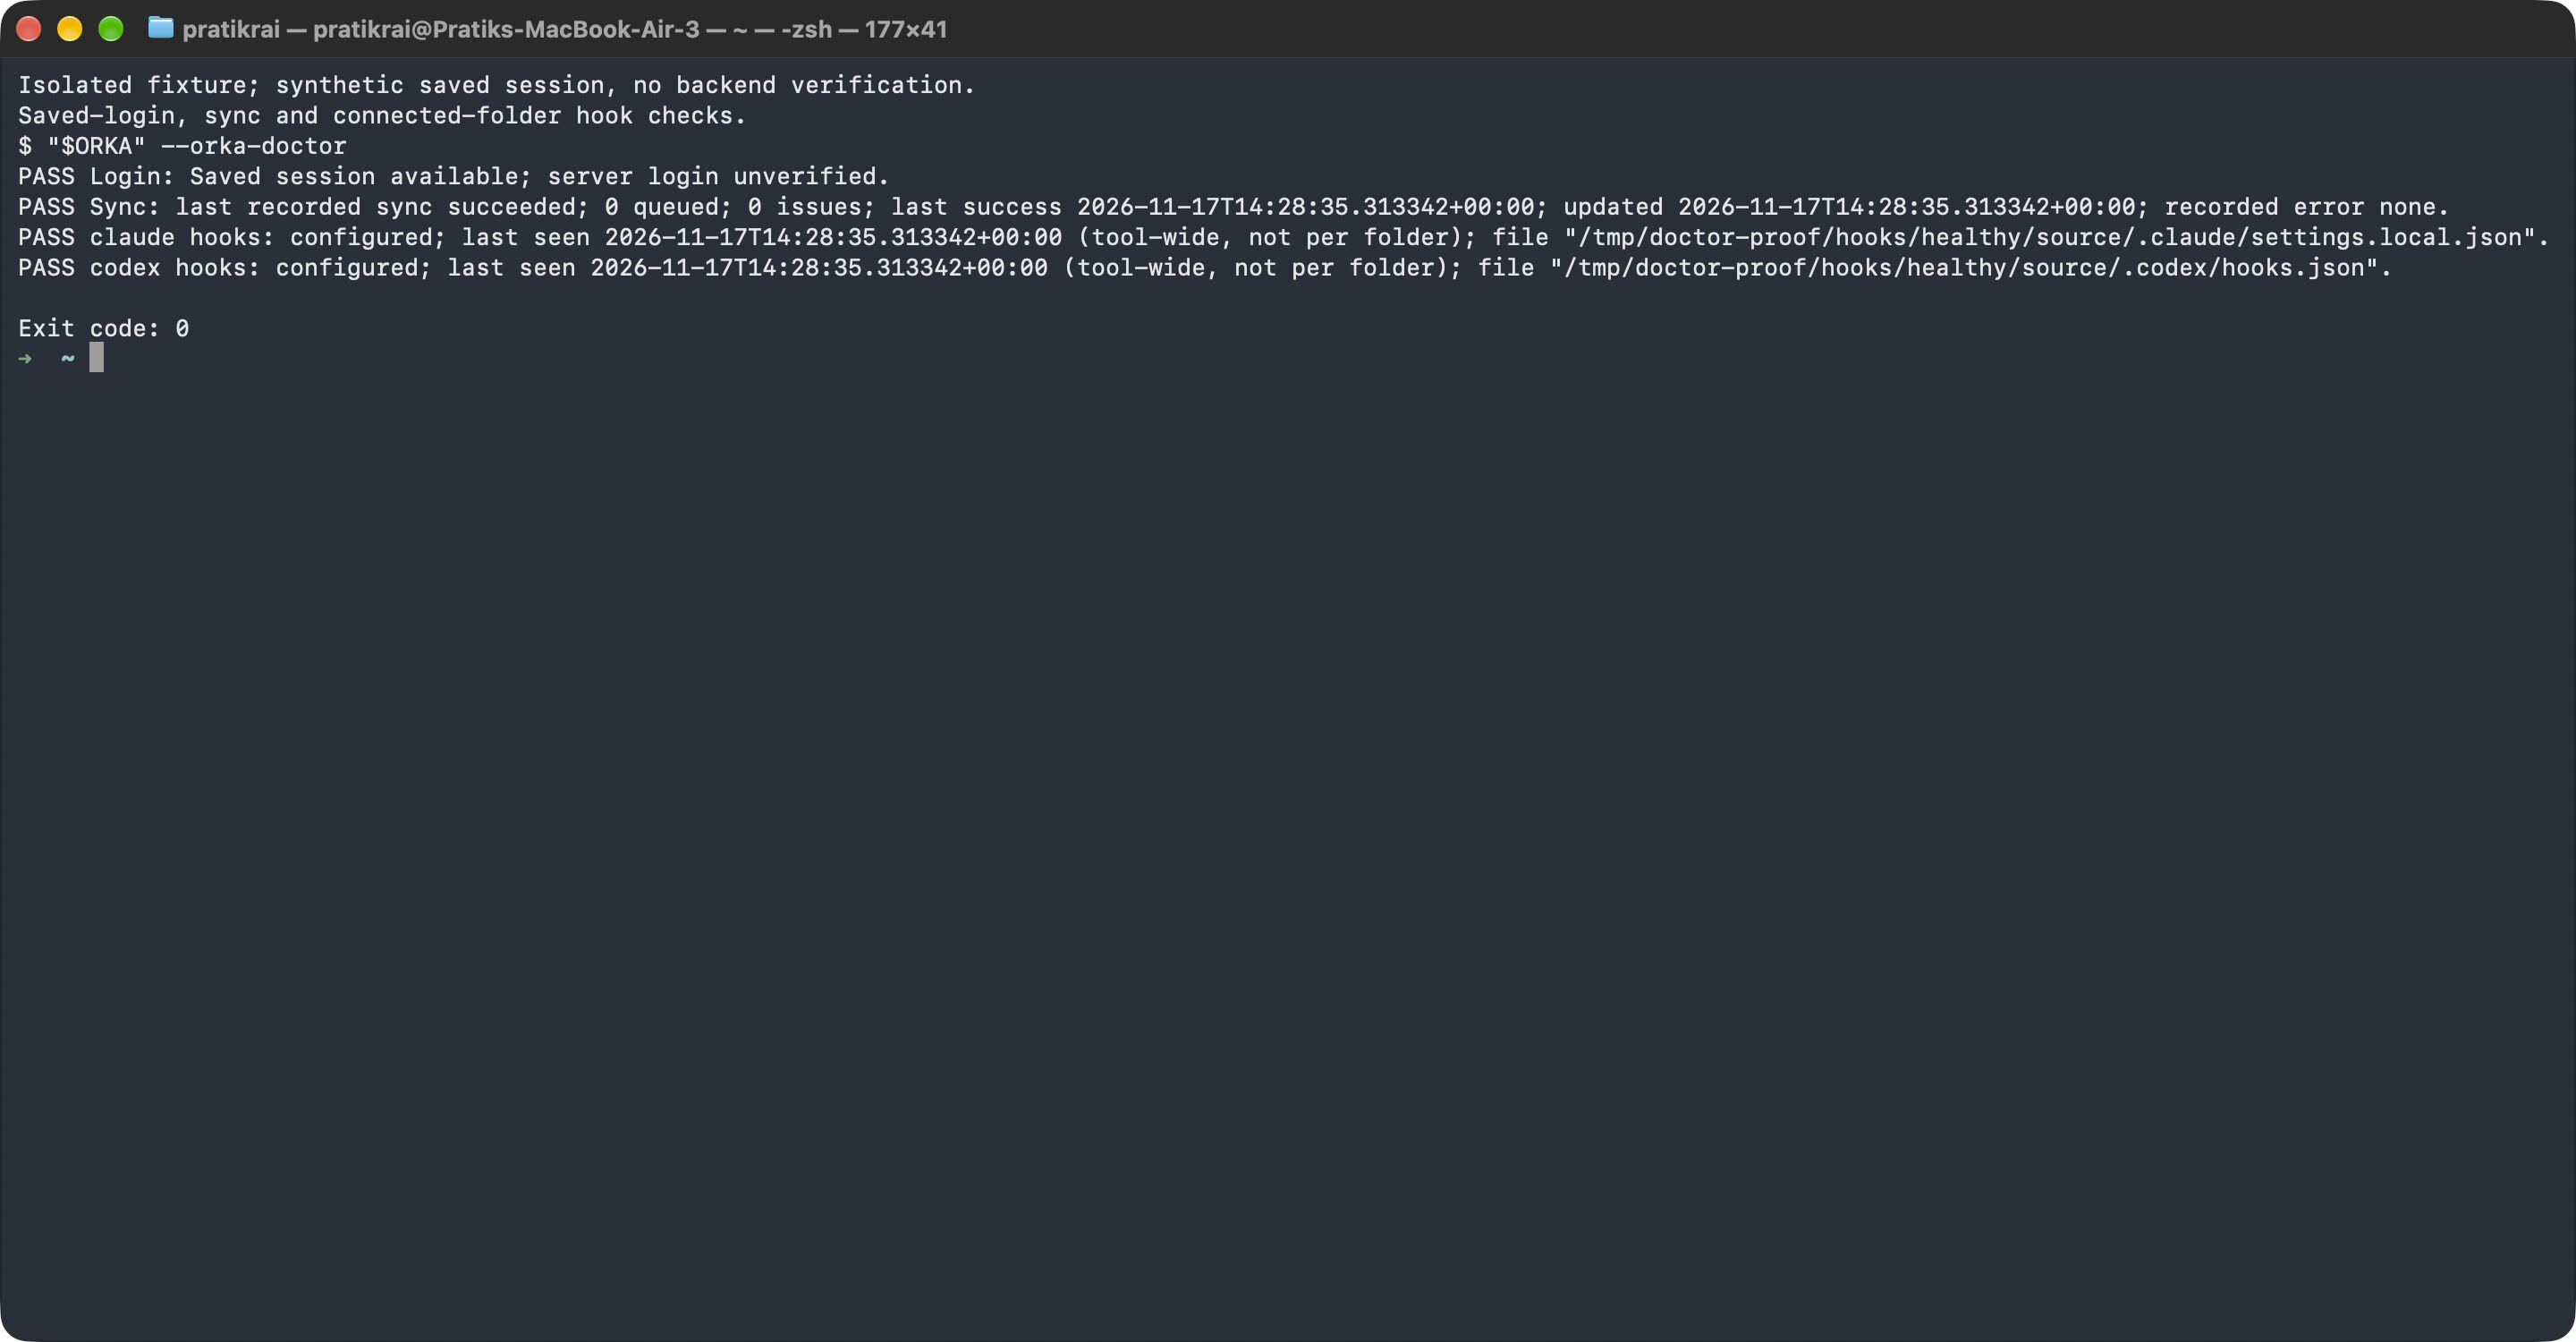 pratikrai — pratikrai@Pratiks-MacBook-Air-3 — ~ — -zsh — 177×41
Isolated fixture; synthetic saved session, no backend verification.
Saved-login, sync and connected-folder hook checks.
$ "$ORKA" --orka-doctor
PASS Login: Saved session available; server login unverified.
PASS Sync: last recorded sync succeeded; 0 queued; 0 issues; last success 2026-11-17T14:28:35.313342+00:00; updated 2026-11-17T14:28:35.313342+00:00; recorded error none.
PASS claude hooks: configured; last seen 2026-11-17T14:28:35.313342+00:00 (tool-wide, not per folder); file "/tmp/doctor-proof/hooks/healthy/source/.claude/settings.local.json".
PASS codex hooks: configured; last seen 2026-11-17T14:28:35.313342+00:00 (tool-wide, not per folder); file "/tmp/doctor-proof/hooks/healthy/source/.codex/hooks.json".
Exit code: 0
➜ ~